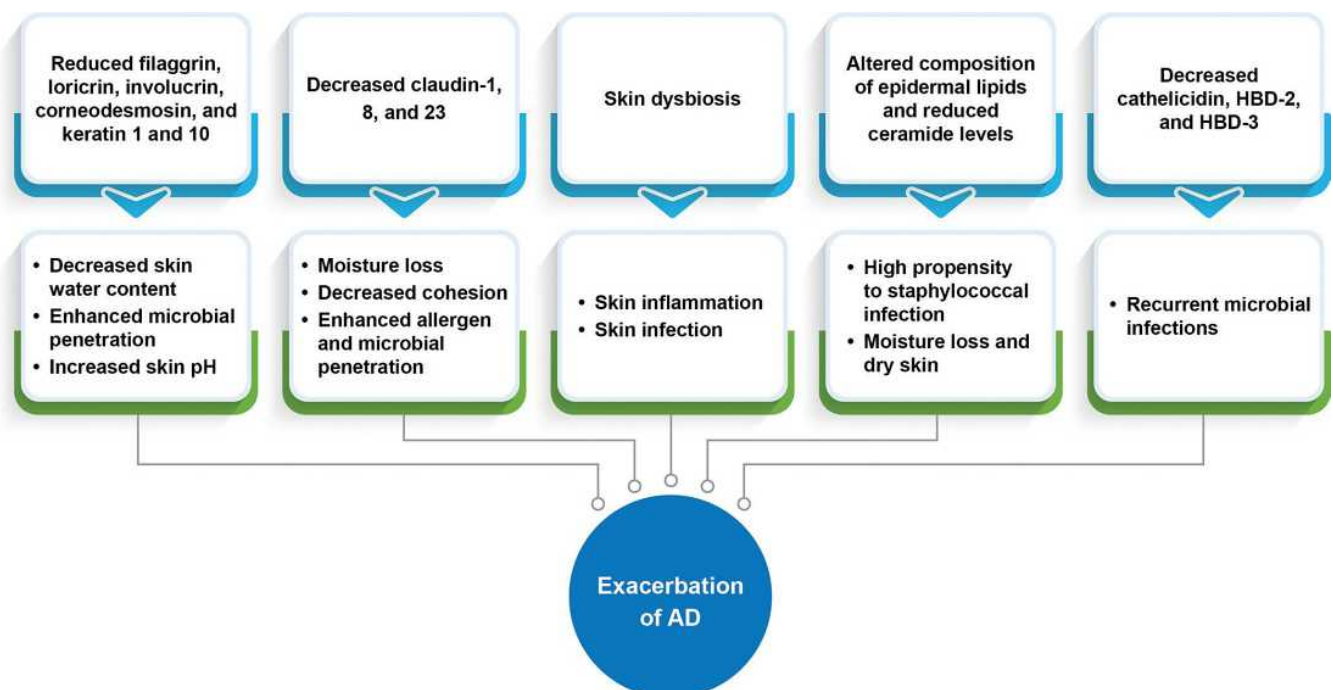 Reduced filaggrin,
loricrin, involucrin,
corneodesmosin, and
keratin 1 and 10
Decreased claudin-1,
8, and 23
Skin dysbiosis
Altered composition
of epidermal lipids
and reduced
ceramide levels
Decreased
cathelicidin, HBD-2,
and HBD-3
• Decreased skin
water content
• Enhanced microbial
penetration
• Increased skin pH
• Moisture loss
• Decreased cohesion
• Enhanced allergen
and microbial
penetration
• Skin inflammation
• Skin infection
• High propensity
to staphylococcal
infection
• Moisture loss and
dry skin
• Recurrent microbial
infections
Exacerbation
of AD